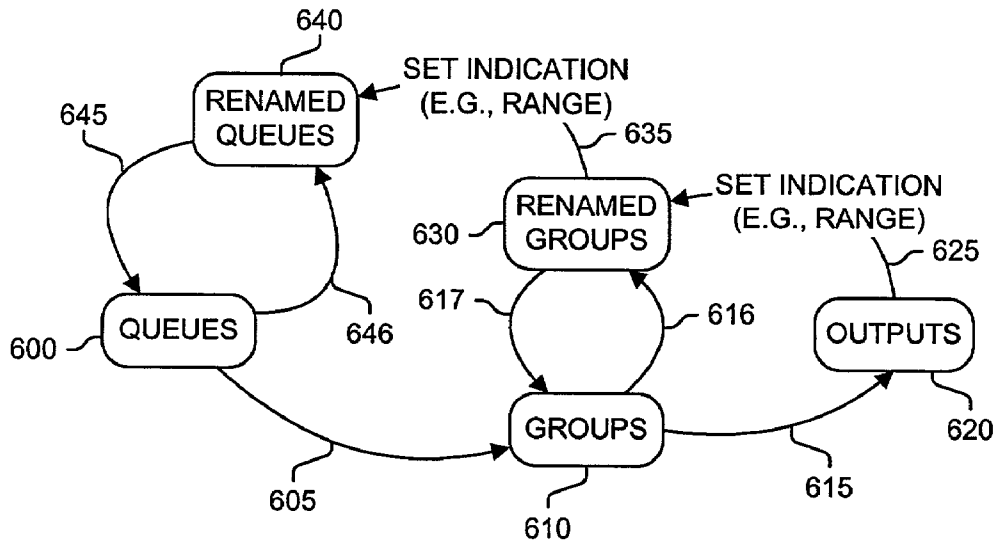 640
SET INDICATION
(E.G., RANGE)
RENAMED
QUEUES
645
635
SET INDICATION
(E.G., RANGE)
RENAMED
GROUPS
630
625
617
616
646
QUEUES
600
OUTPUTS
620
GROUPS
605
615
610